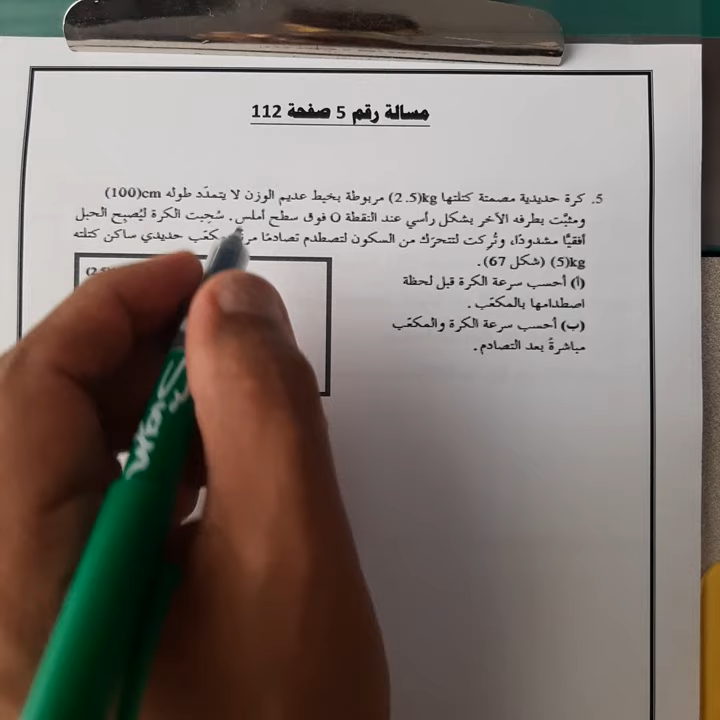 مسالة رقم 5 صفحة 112
5. كرة حديدية مصمتة كتلتها (2.5)kg مربوطة بخيط عديم الوزن لا يتمدّد طوله (100)cm
ومثبَّت بطرفه الآخر بشكل رأسي عند النقطة O فوق سطح أملس. سُحِبت الكرة ليُصبح الحبل
أفقيًّا مشدودًا، وتُركت لتتحرّك من السكون لتصطدم تصادمًا مكعّب حديدي ساكن كتلته
(5)kg (شكل 67).
(أ) أحسب سرعة الكرة قبل لحظة
اصطدامها بالمكعّب.
(ب) أحسب سرعة الكرة والمكعّب
مباشرةً بعد التصادم.